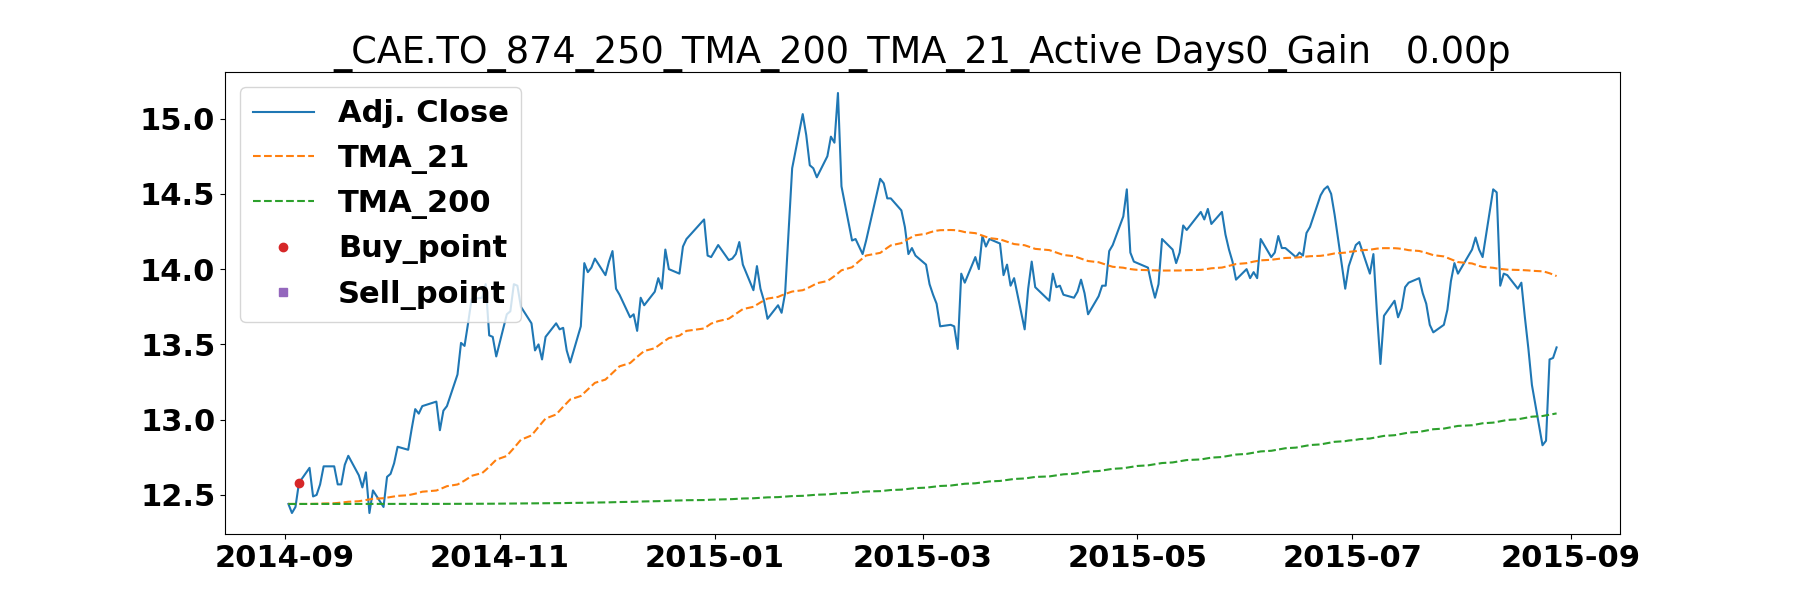 _CAE.TO_874_250_TMA_200_TMA_21_Active Days0_Gain   0.00p
Adj. Close
TMA_21
TMA_200
Buy_point
Sell_point
15.0
14.5
14.0
13.5
13.0
12.5
2014-09 2014-11 2015-01 2015-03 2015-05 2015-07 2015-09